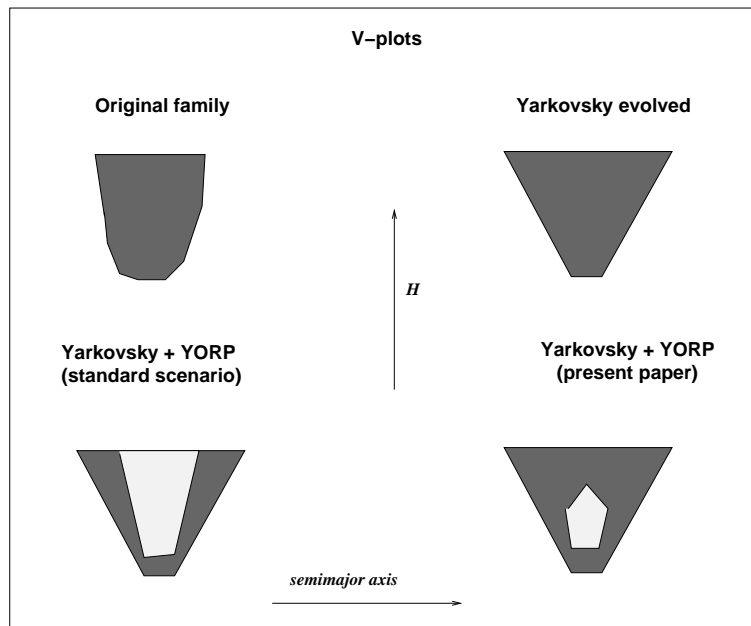 V−plots
Original family
Yarkovsky evolved
H
Yarkovsky + YORP
(standard scenario)
Yarkovsky + YORP
(present paper)
semimajor axis